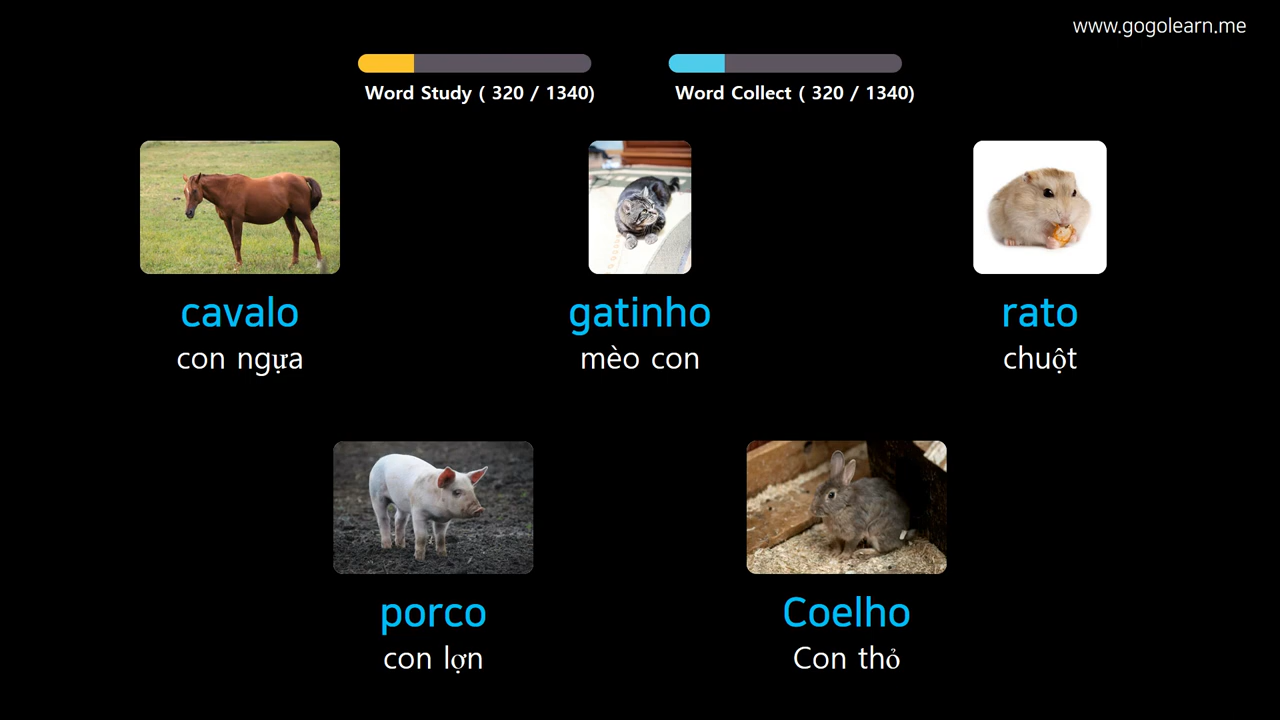 www.gogolearn.me
Word Study ( 320 / 1340)
Word Collect ( 320 / 1340)
cavalo
con ngựa
gatinho
mèo con
rato
chuột
porco
con lợn
Coelho
Con thỏ